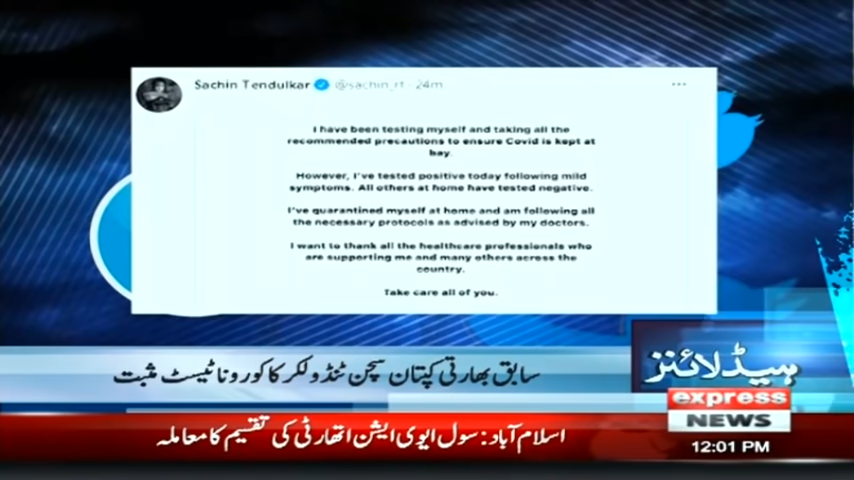 Sachin Tendulkar @sachin_rt · 24m
I have been testing myself and taking all the
recommended precautions to ensure Covid is kept at
bay.
However, I've tested positive today following mild
symptoms. All others at home have tested negative.
I've quarantined myself at home and am following all
the necessary protocols as advised by my doctors.
I want to thank all the healthcare professionals who
are supporting me and many others across the
country.
Take care all of you.
سابق بھارتی کپتان سچن ٹنڈولکر کا کورونا ٹیسٹ مثبت
ہیڈلائنز
express
NEWS
اسلام آباد: سول ایوی ایشن اتھارٹی کی تقسیم کا معاملہ
12:01 PM